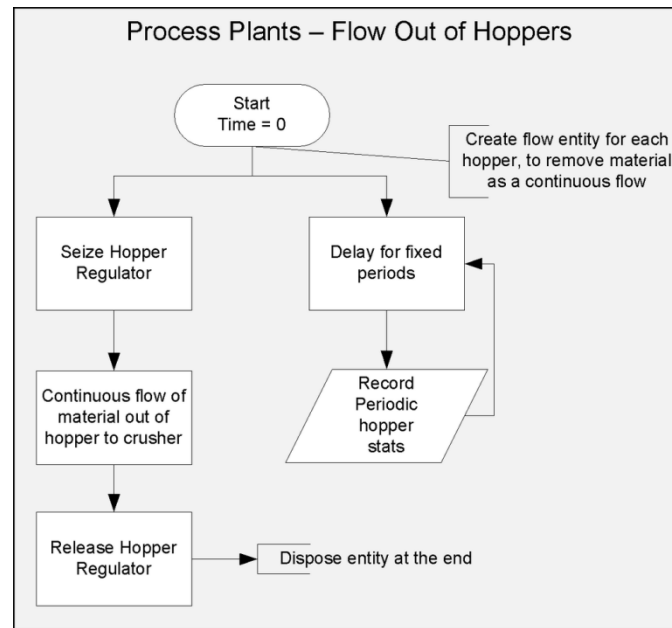 Process Plants – Flow Out of Hoppers
Start
Time = 0
Create flow entity for each
hopper, to remove material
as a continuous flow
Seize Hopper
Regulator
Delay for fixed
periods
Continuous flow of
material out of
hopper to crusher
Record
Periodic
hopper
stats
Release Hopper
Regulator
Dispose entity at the end